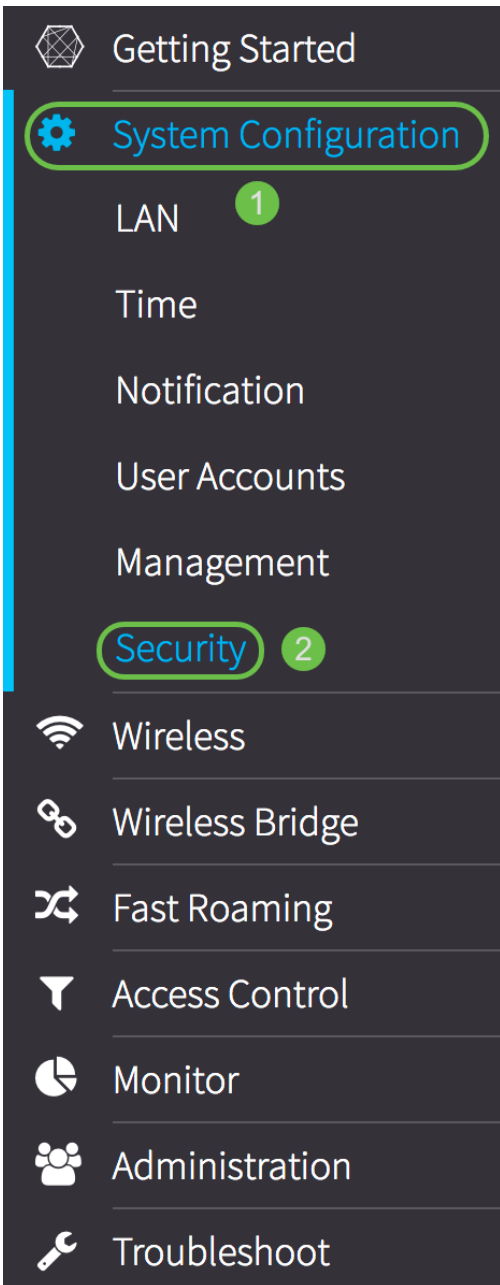 Getting Started
System Configuration
LAN 1
Time
Notification
User Accounts
Management
Security 2
Wireless
Wireless Bridge
Fast Roaming
Access Control
Monitor
Administration
Troubleshoot